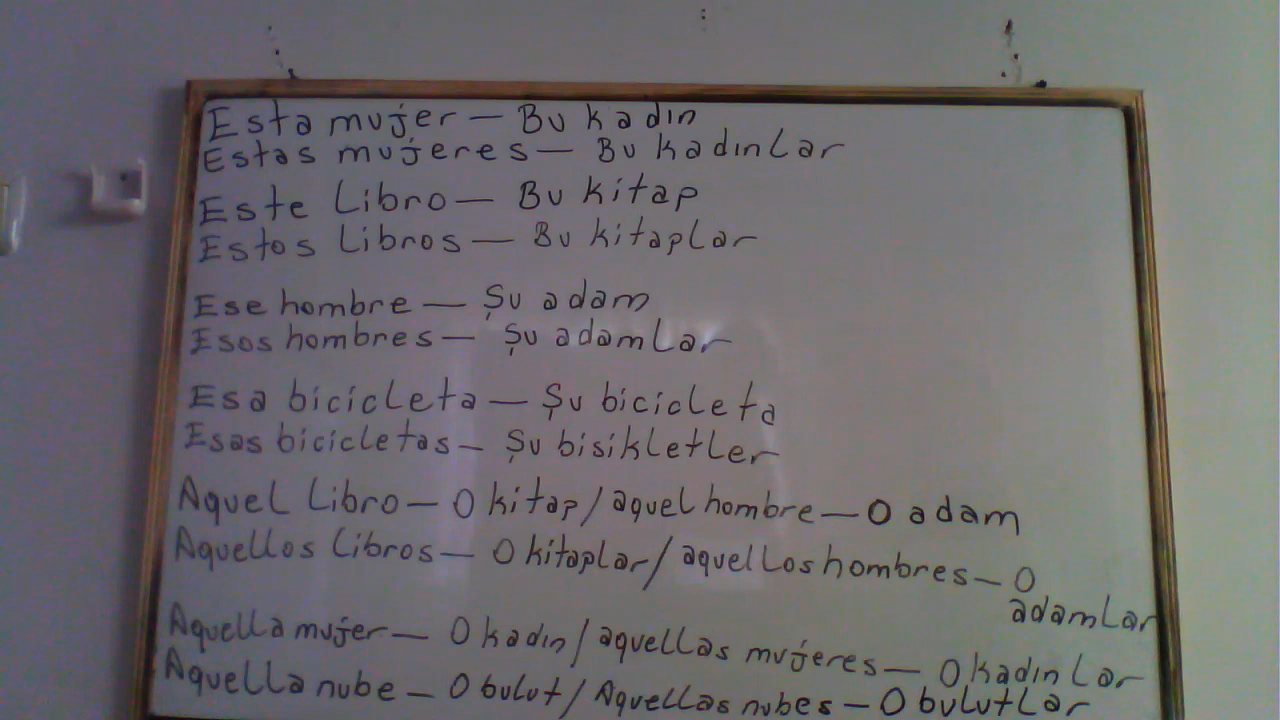 Esta mujer — Bu kadın
Estas mujeres — Bu kadınlar
Este Libro — Bu kitap
Estos Libros — Bu kitaplar
Ese hombre — Şu adam
Esos hombres — Şu adamlar
Esa bicicleta — Şu bicicleta
Esas bicicletas — Şu bisikletler
Aquel Libro — O kitap / aquel hombre — O adam
Aquellos Libros — O kitaplar / aquellos hombres — O
adamlar
Aquella mujer — O kadın / aquellas mujeres — O kadınlar
Aquella nube — O bulut / Aquellas nubes — O bulutlar